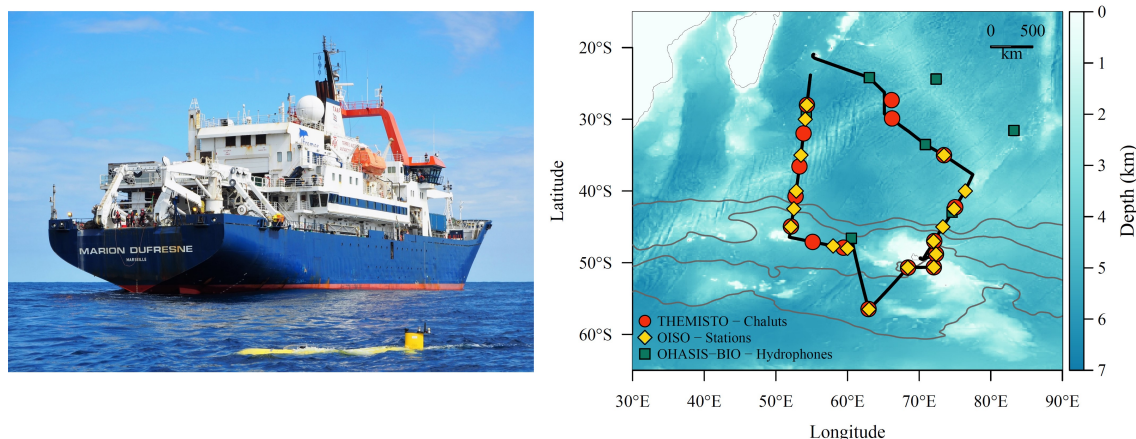 MARION DUFRESNE
MARSEILLE
Latitude
15°S
20°S
30°S
40°S
50°S
60°S
0 500
km
THEMISTO − Chaluts
OISO − Stations
OHASIS−BIO − Hydrophones
30°E 40°E 50°E 60°E 70°E 80°E 90°E
Longitude
0
1
2
3
4
5
6
7
Depth (km)